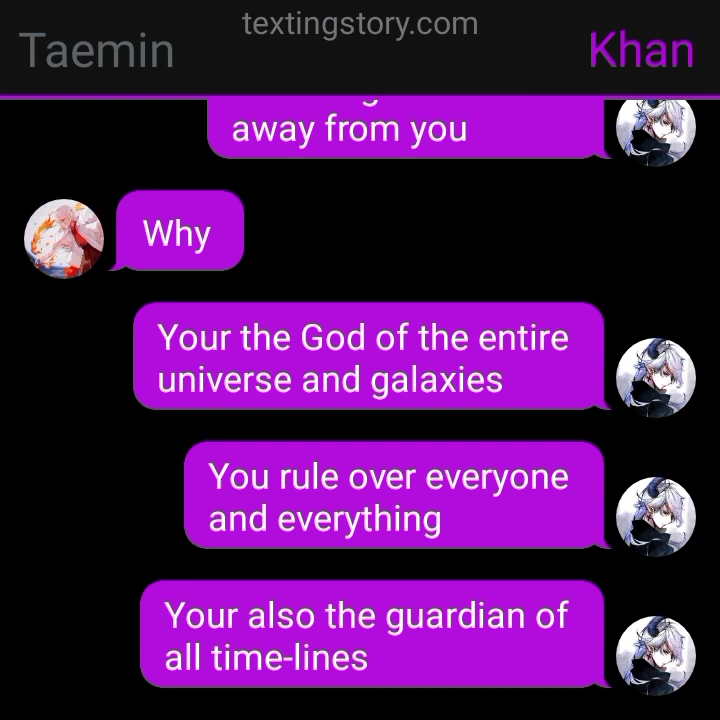 textingstory.com
Taemin
Khan
away from you
Why
Your the God of the entire
universe and galaxies
You rule over everyone
and everything
Your also the guardian of
all time-lines